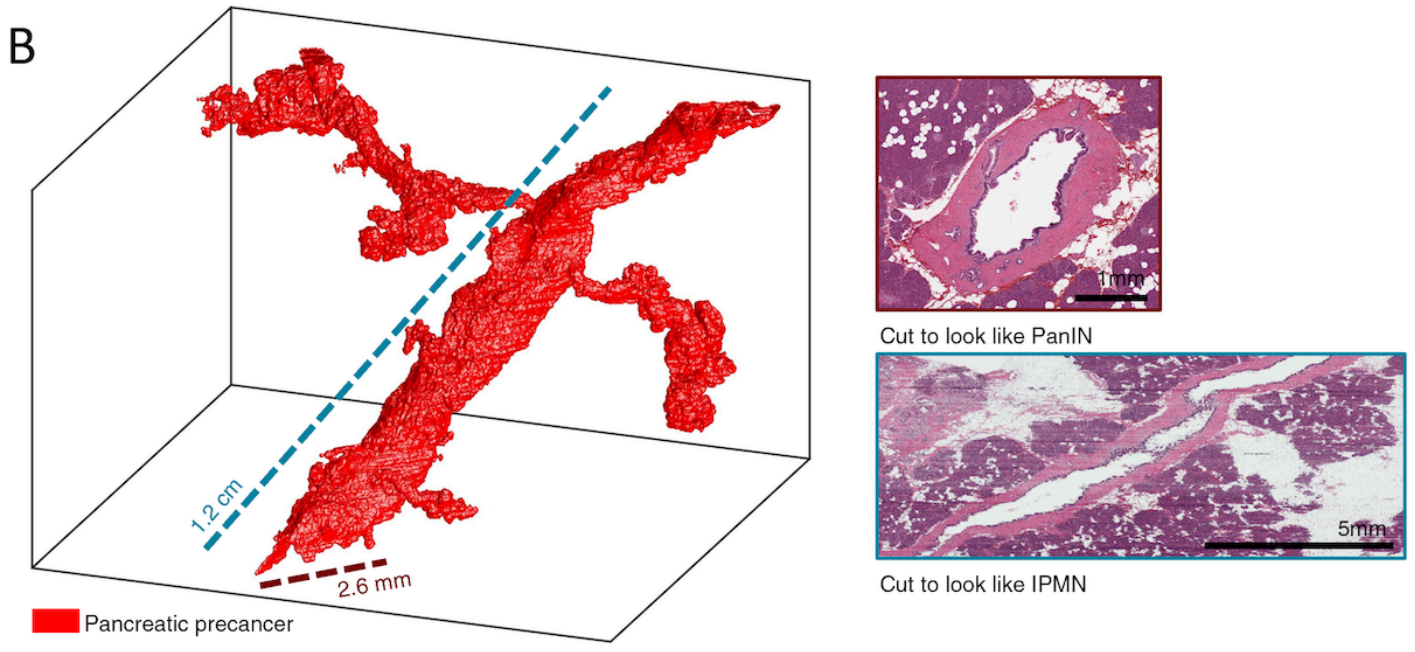 B
1.2 cm
2.6 mm
Pancreatic precancer
1mm
Cut to look like PanIN
5mm
Cut to look like IPMN